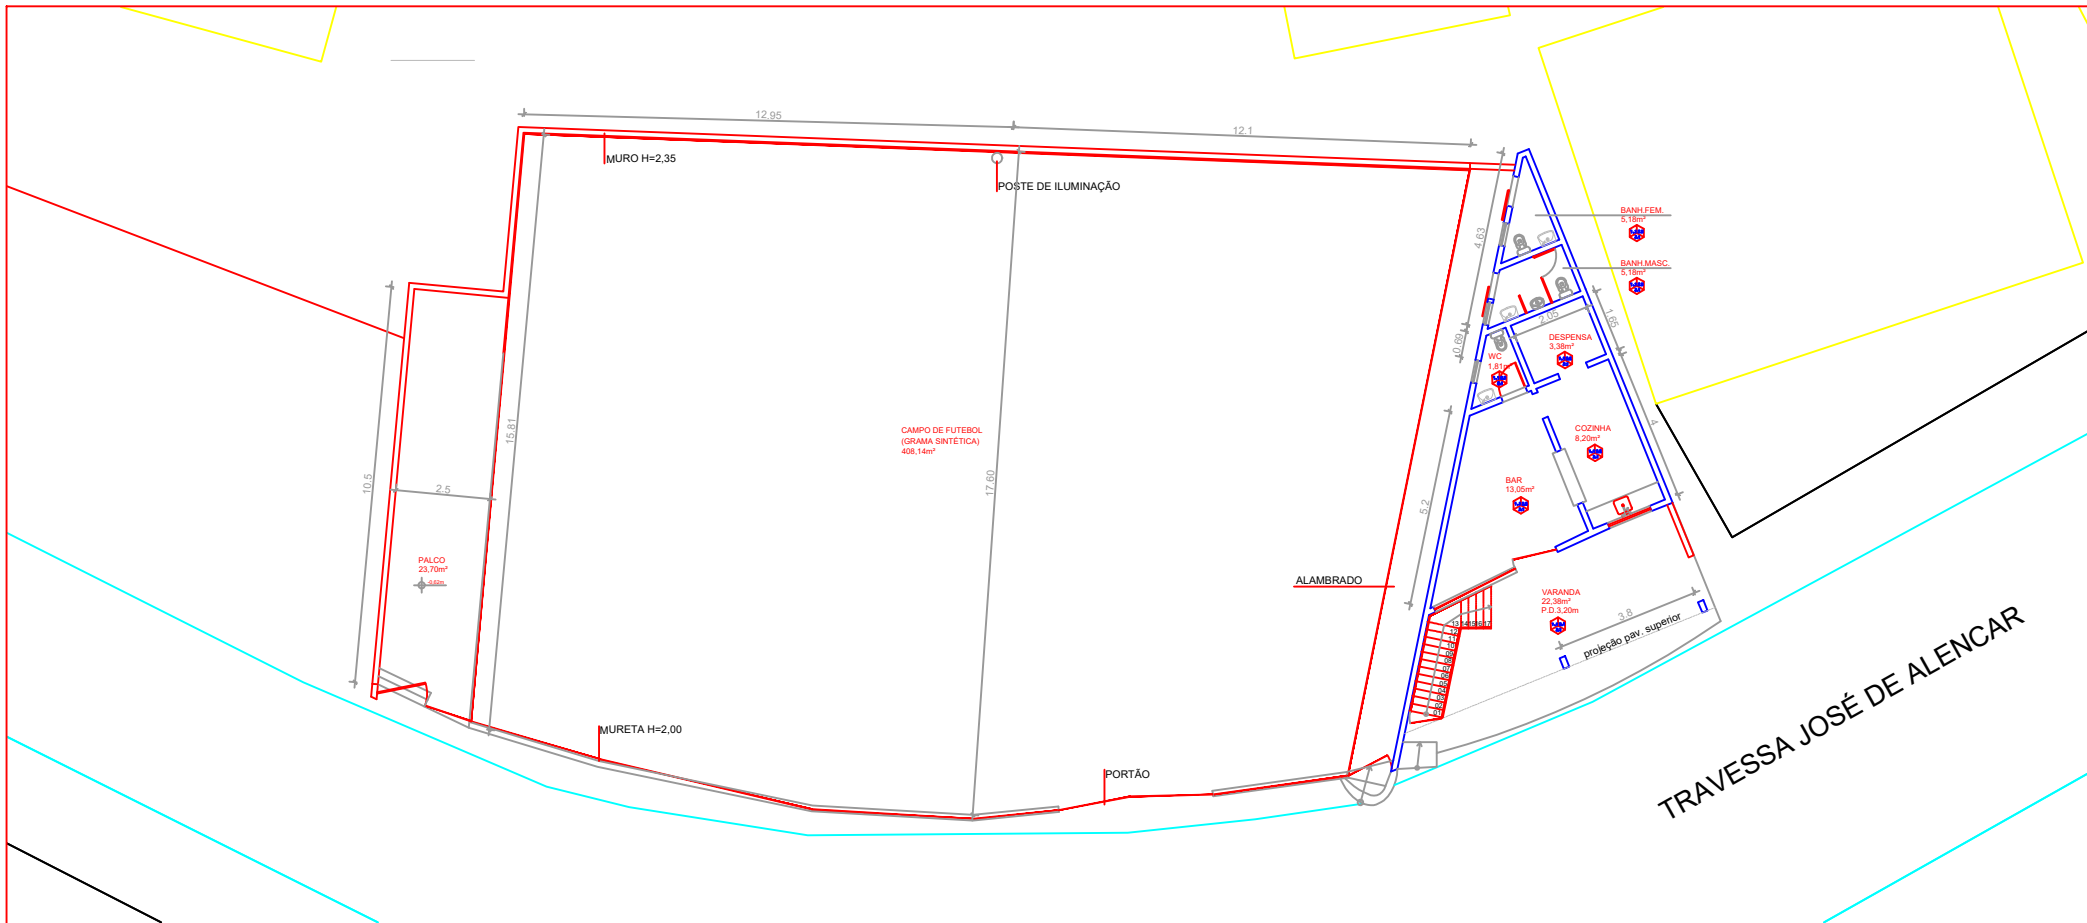 12.95
12.1
MURO H=2,35
POSTE DE ILUMINAÇÃO
BANH.FEM.
5,18m²
4.63
BANH.MASC.
5,18m²
1.65
2.05
0.69
DESPENSA
3,38m²
WC
1,81m²
15.81
CAMPO DE FUTEBOL
(GRAMA SINTÉTICA)
408,14m²
COZINHA
8,20m²
4
10.5
2.5
17.60
BAR
13,05m²
5.2
PALCO
23,70m²
ALAMBRADO
VARANDA
22,38m²
P.D.3,20m
3.8
projeção pav. superior
MURETA H=2,00
PORTÃO
TRAVESSA JOSÉ DE ALENCAR